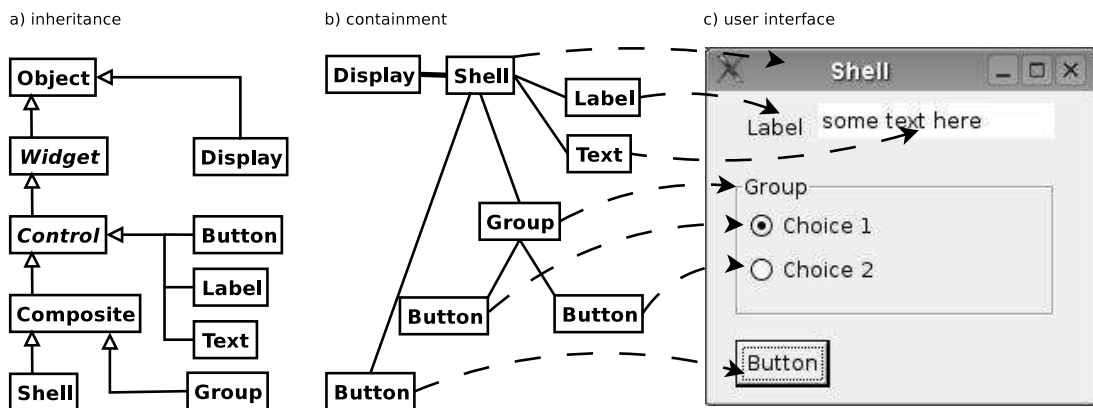 a) inheritance
Object
Widget
Display
Control
Button
Label
Composite
Text
Shell
Group
b) containment
Display
Shell
Label
Text
Group
Button
Button
Button
c) user interface
Shell
Label some text here
Group
Choice 1
Choice 2
Button